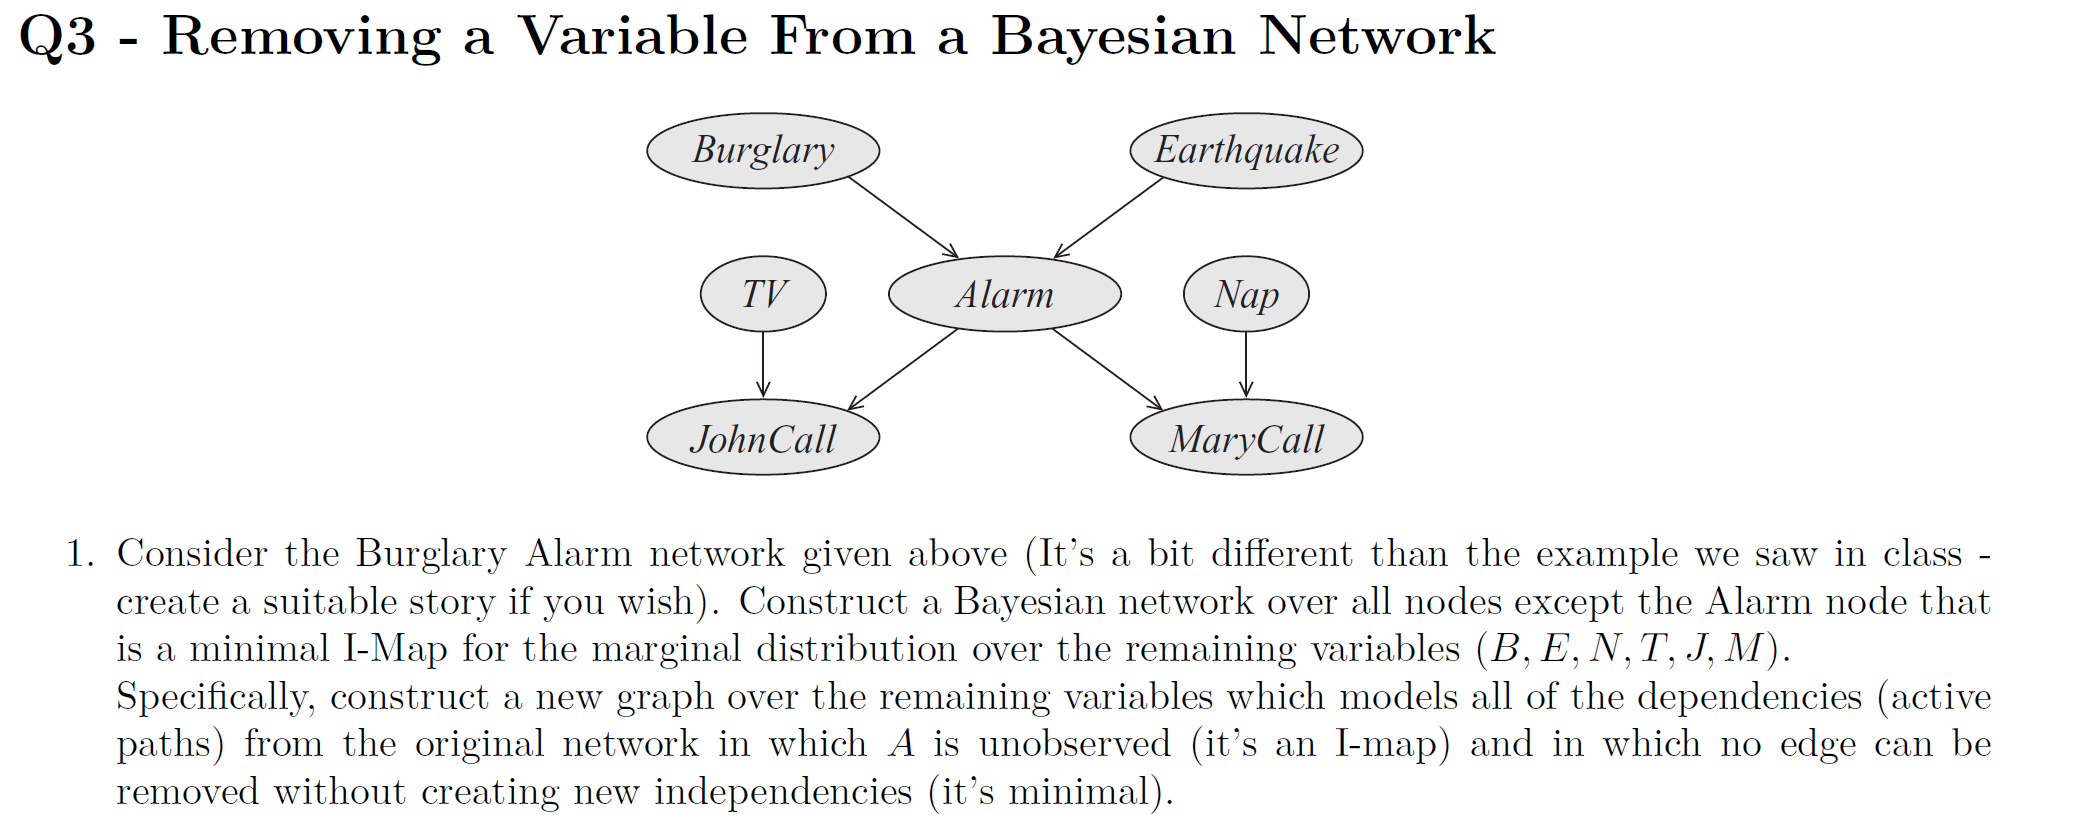 Q3 - Removing a Variable From a Bayesian Network
Burglary
Earthquake
TV
Alarm
Nap
JohnCall
MaryCall
1. Consider the Burglary Alarm network given above (It's a bit different than the example we saw in class -
create a suitable story if you wish). Construct a Bayesian network over all nodes except the Alarm node that
is a minimal I-Map for the marginal distribution over the remaining variables (B, E, N, T, J, M).
Specifically, construct a new graph over the remaining variables which models all of the dependencies (active
paths) from the original network in which A is unobserved (it's an I-map) and in which no edge can be
removed without creating new independencies (it's minimal).